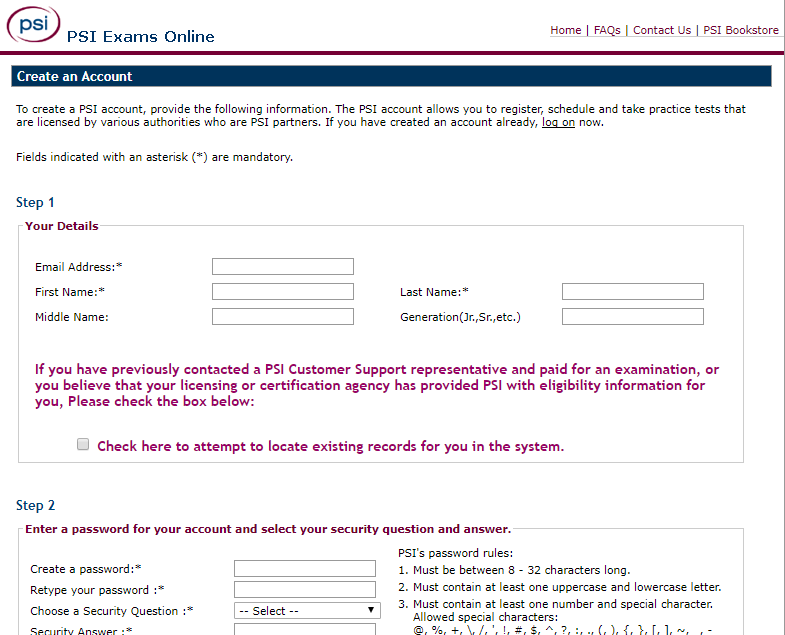 psi
PSI Exams Online
Home | FAQs | Contact Us | PSI Bookstore
Create an Account
To create a PSI account, provide the following information. The PSI account allows you to register, schedule and take practice tests that
are licensed by various authorities who are PSI partners. If you have created an account already, log on now.
Fields indicated with an asterisk (*) are mandatory.
Step 1
Your Details
Email Address:*
First Name:* Last Name:*
Middle Name: Generation(Jr.,Sr.,etc.)
If you have previously contacted a PSI Customer Support representative and paid for an examination, or
you believe that your licensing or certification agency has provided PSI with eligibility information for
you, Please check the box below:
Check here to attempt to locate existing records for you in the system.
Step 2
Enter a password for your account and select your security question and answer.
PSI's password rules:
Create a password:* 1. Must be between 8 - 32 characters long.
Retype your password :* 2. Must contain at least one uppercase and lowercase letter.
Choose a Security Question :* -- Select -- 3. Must contain at least one number and special character.
Allowed special characters:
Security Answer :* @, %, +, \, /, ', !, #, $, ^, ?, :, ., (, ), {, }, [, ], ~, _, -